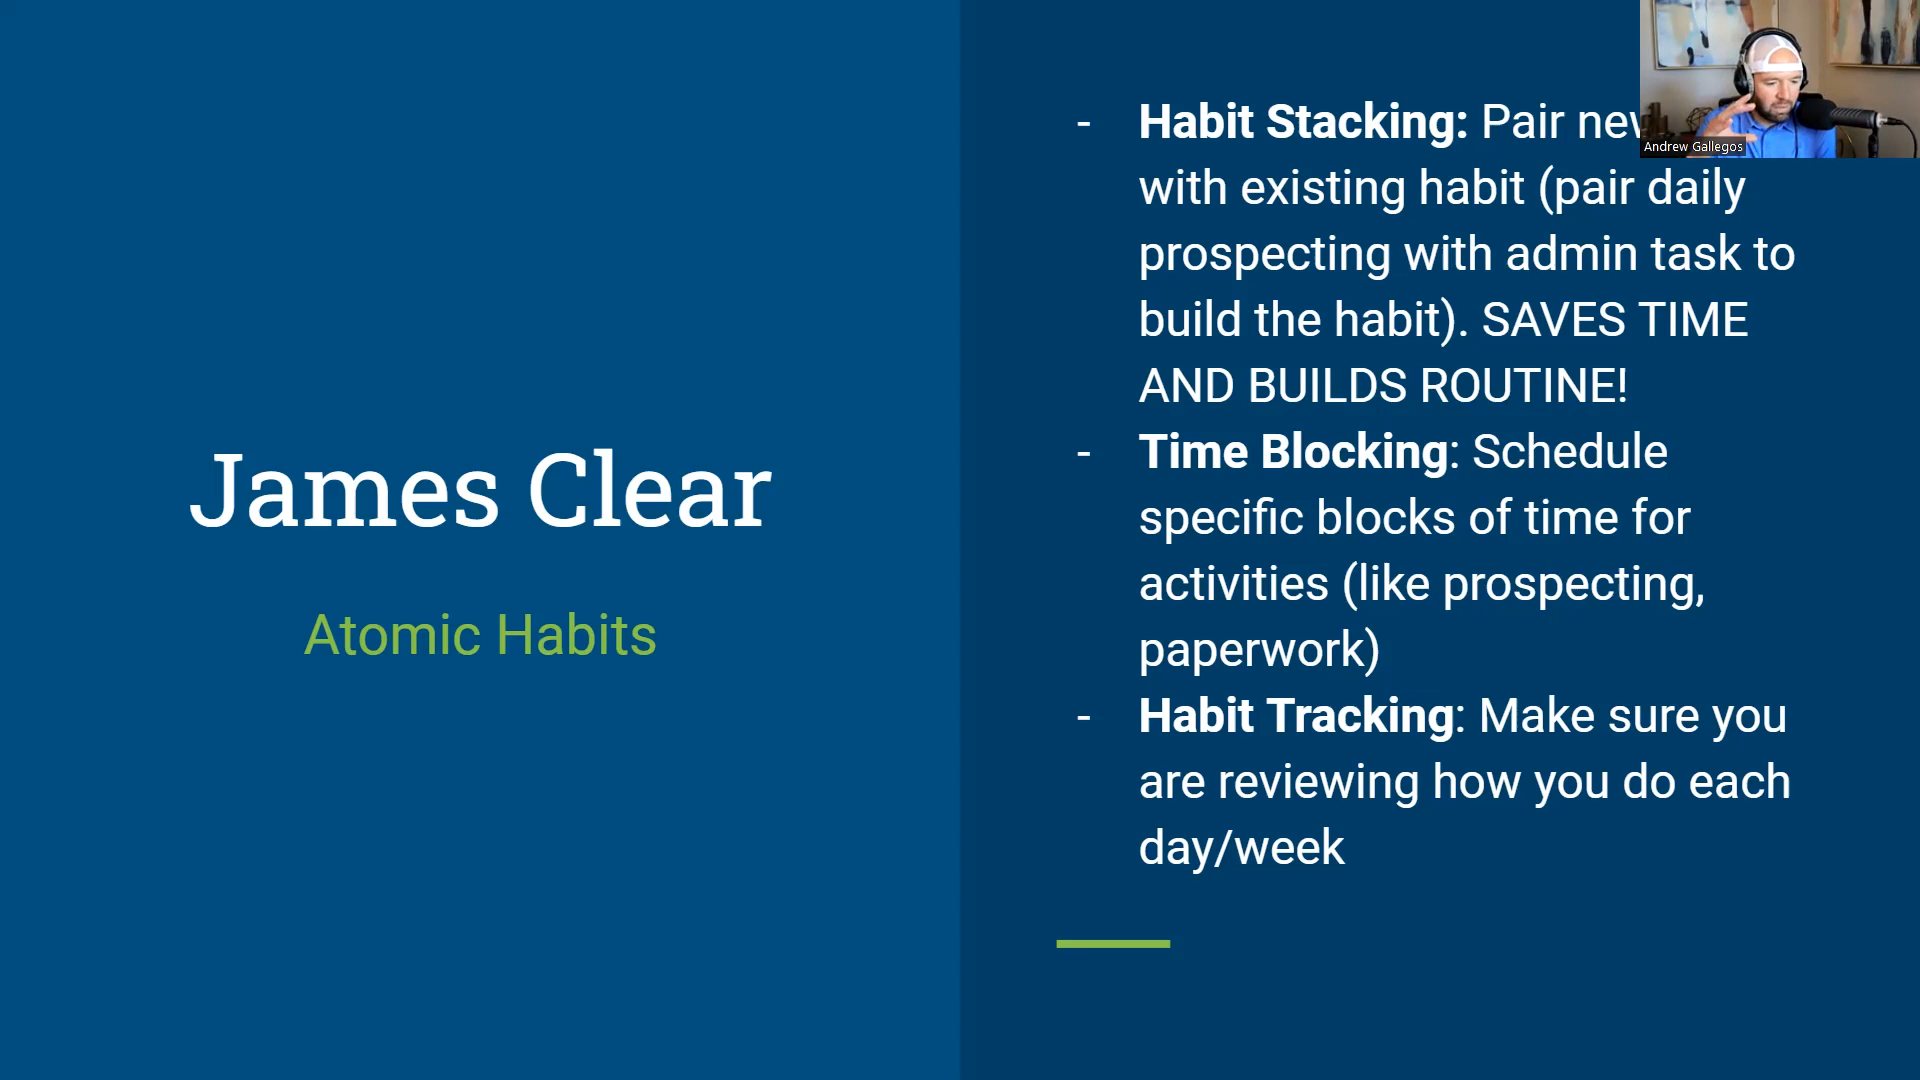 James Clear
Atomic Habits
- Habit Stacking: Pair
with existing habit (pair daily
prospecting with admin task to
build the habit). SAVES TIME
AND BUILDS ROUTINE!
- Time Blocking: Schedule
specific blocks of time for
activities (like prospecting,
paperwork)
- Habit Tracking: Make sure you
are reviewing how you do each
day/week
Andrew Gallegos